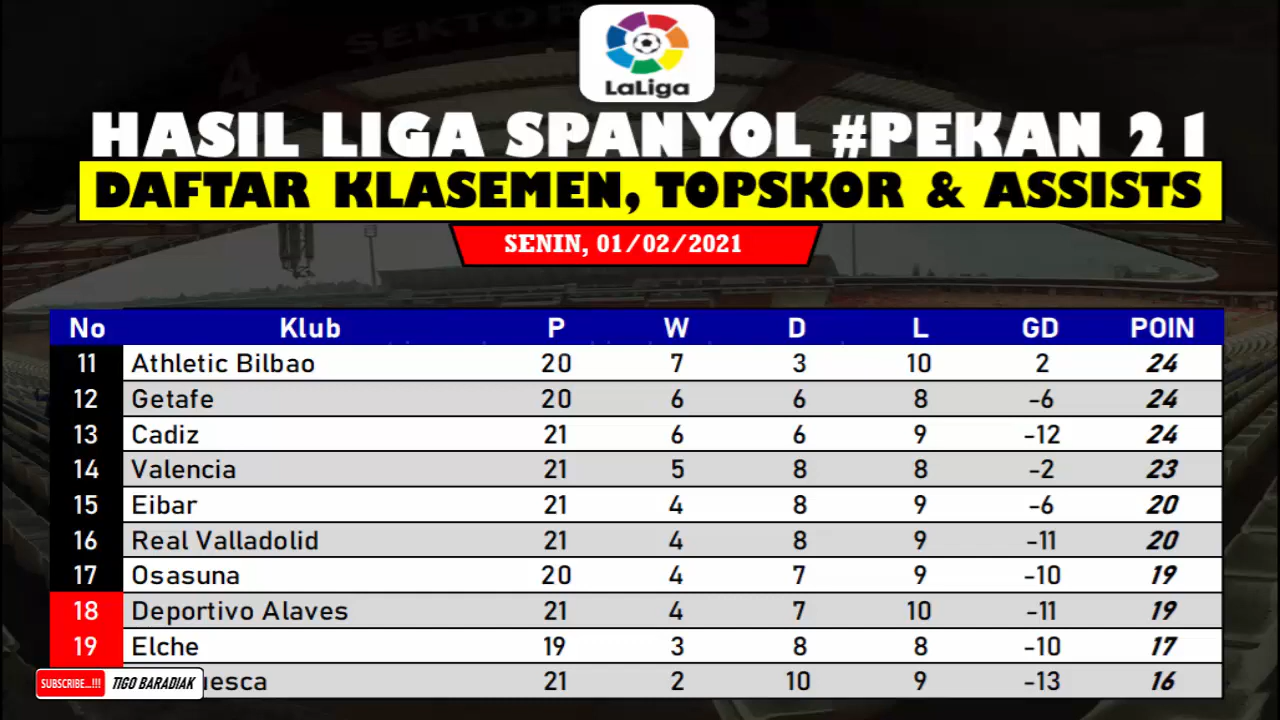 SEKTOR 3
4
LaLiga
HASIL LIGA SPANYOL #PEKAN 21
DAFTAR KLASEMEN, TOPSKOR & ASSISTS
SENIN, 01/02/2021
No Klub P W D L GD POIN
11 Athletic Bilbao 20 7 3 10 2 24
12 Getafe 20 6 6 8 -6 24
13 Cadiz 21 6 6 9 -12 24
14 Valencia 21 5 8 8 -2 23
15 Eibar 21 4 8 9 -6 20
16 Real Valladolid 21 4 8 9 -11 20
17 Osasuna 20 4 7 9 -10 19
18 Deportivo Alaves 21 4 7 10 -11 19
19 Elche 19 3 8 8 -10 17
uesca 21 2 10 9 -13 16
SUBSCRIBE...!!! TIGO BARADIAK